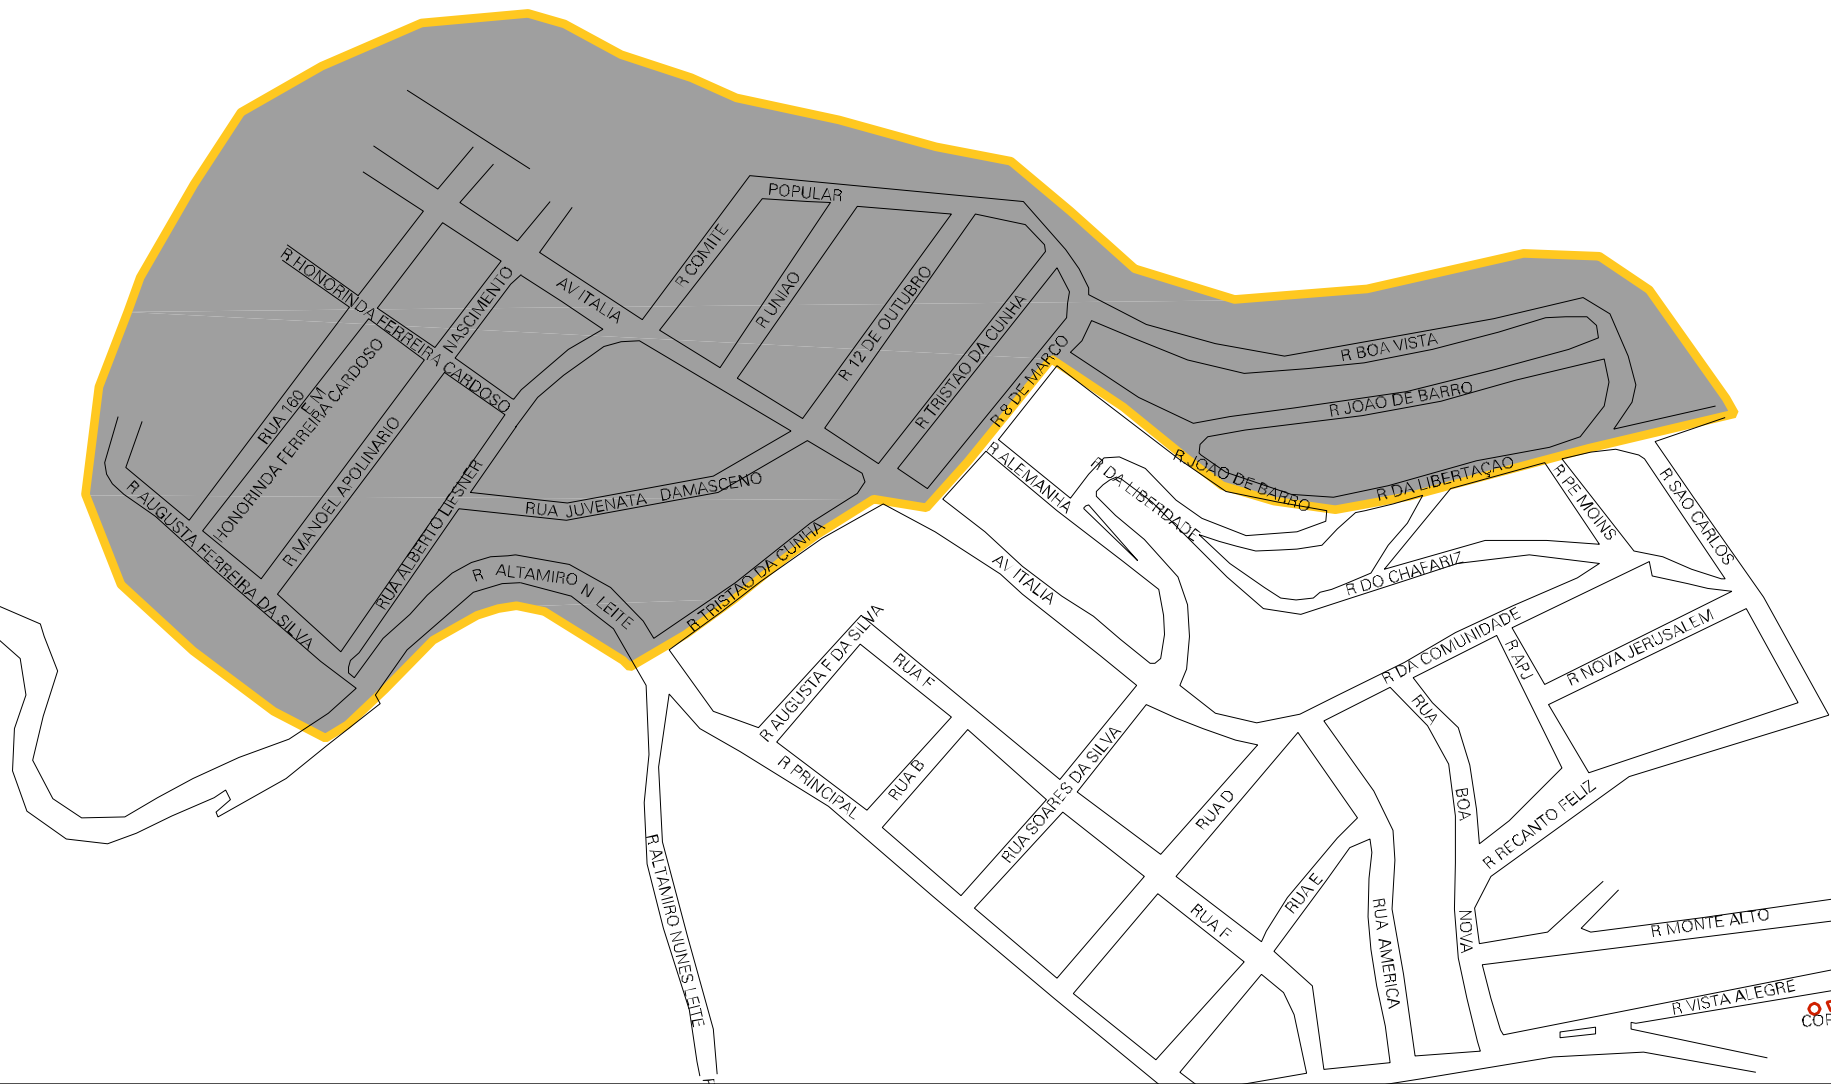 POPULAR
R COMITE
R UNIAO
R 12 DE OUTUBRO
R TRISTAO DA CUNHA
R 8 DE MARCO
AV ITALIA
R HONORINDA FERREIRA CARDOSO
NASCIMENTO
RUA 160
E M
HONORINDA FERREIRA CARDOSO
R MANOEL APOLINARIO
RUA ALBERTO LIESNER
R AUGUSTA FERREIRA DA SILVA
RUA JUVENATA DAMASCENO
R ALTAMIRO N LEITE
R TRISTAO DA CUNHA
R BOA VISTA
R JOAO DE BARRO
R JOAO DE BARRO
R DA LIBERTAÇAO
R ALEMANHA
R DA LIBERDADE
R PE MOINS
R SAO CARLOS
R DO CHAFARIZ
AV ITALIA
R DA COMUNIDADE
R APJ
R NOVA JERUSALEM
RUA BOA NOVA
R RECANTO FELIZ
R AUGUSTA F DA SILVA
RUA F
R PRINCIPAL
RUA B
RUA SOARES DA SILVA
RUA D
RUA E
RUA F
RUA AMERICA
R ALTAMIRO NUNES LEITE
R MONTE ALTO
R VISTA ALEGRE